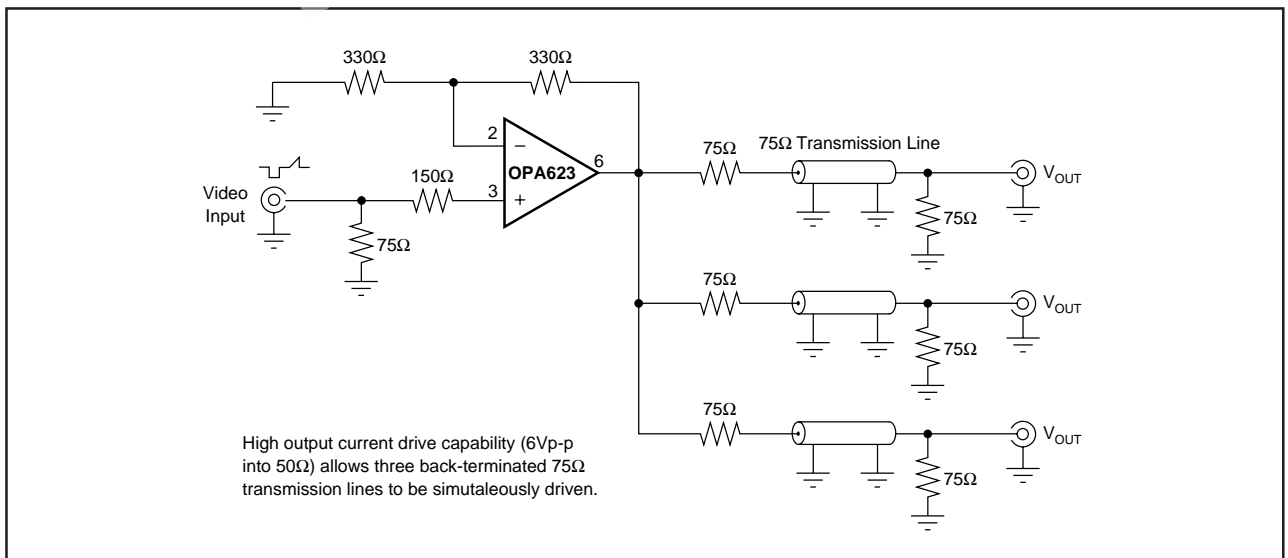 330Ω
330Ω
2
−
OPA623
6
3
+
150Ω
Video
Input
75Ω
75Ω
75Ω Transmission Line
VOUT
75Ω
75Ω
VOUT
75Ω
75Ω
VOUT
75Ω
High output current drive capability (6Vp-p
into 50Ω) allows three back-terminated 75Ω
transmission lines to be simutaleously driven.